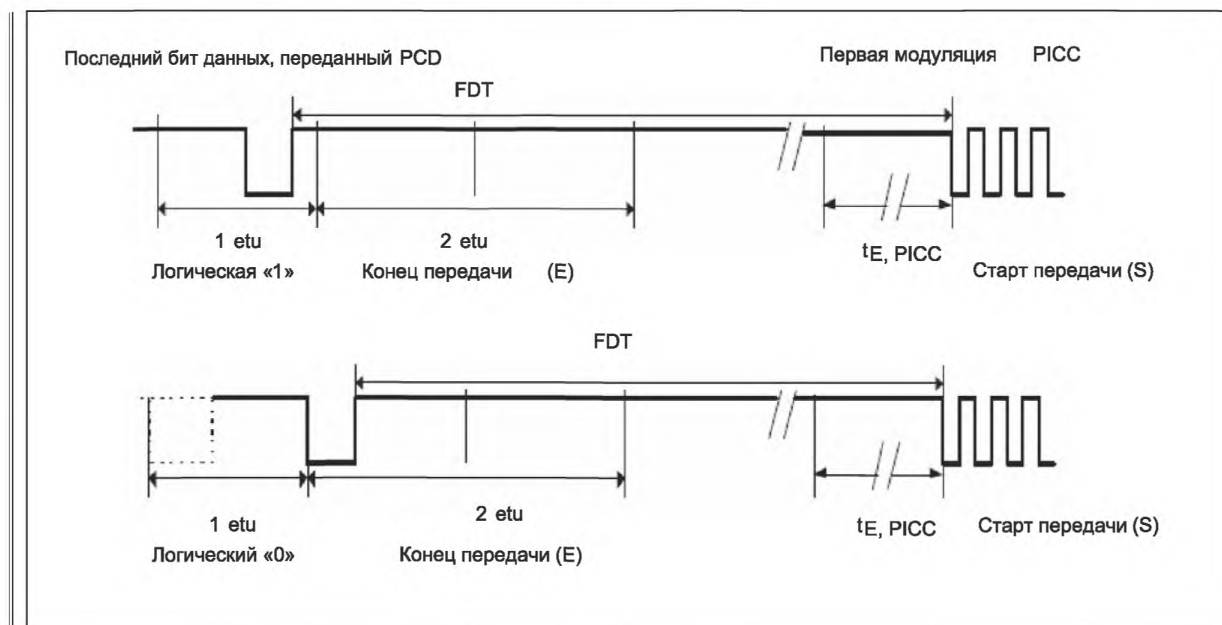 Последний бит данных, переданный PCD
Первая модуляция PICC
FDT
1 etu
2 etu
tE, PICC
Логическая «1»
Конец передачи (E)
Старт передачи (S)
FDT
1 etu
2 etu
tE, PICC
Старт передачи (S)
Логический «0»
Конец передачи (E)